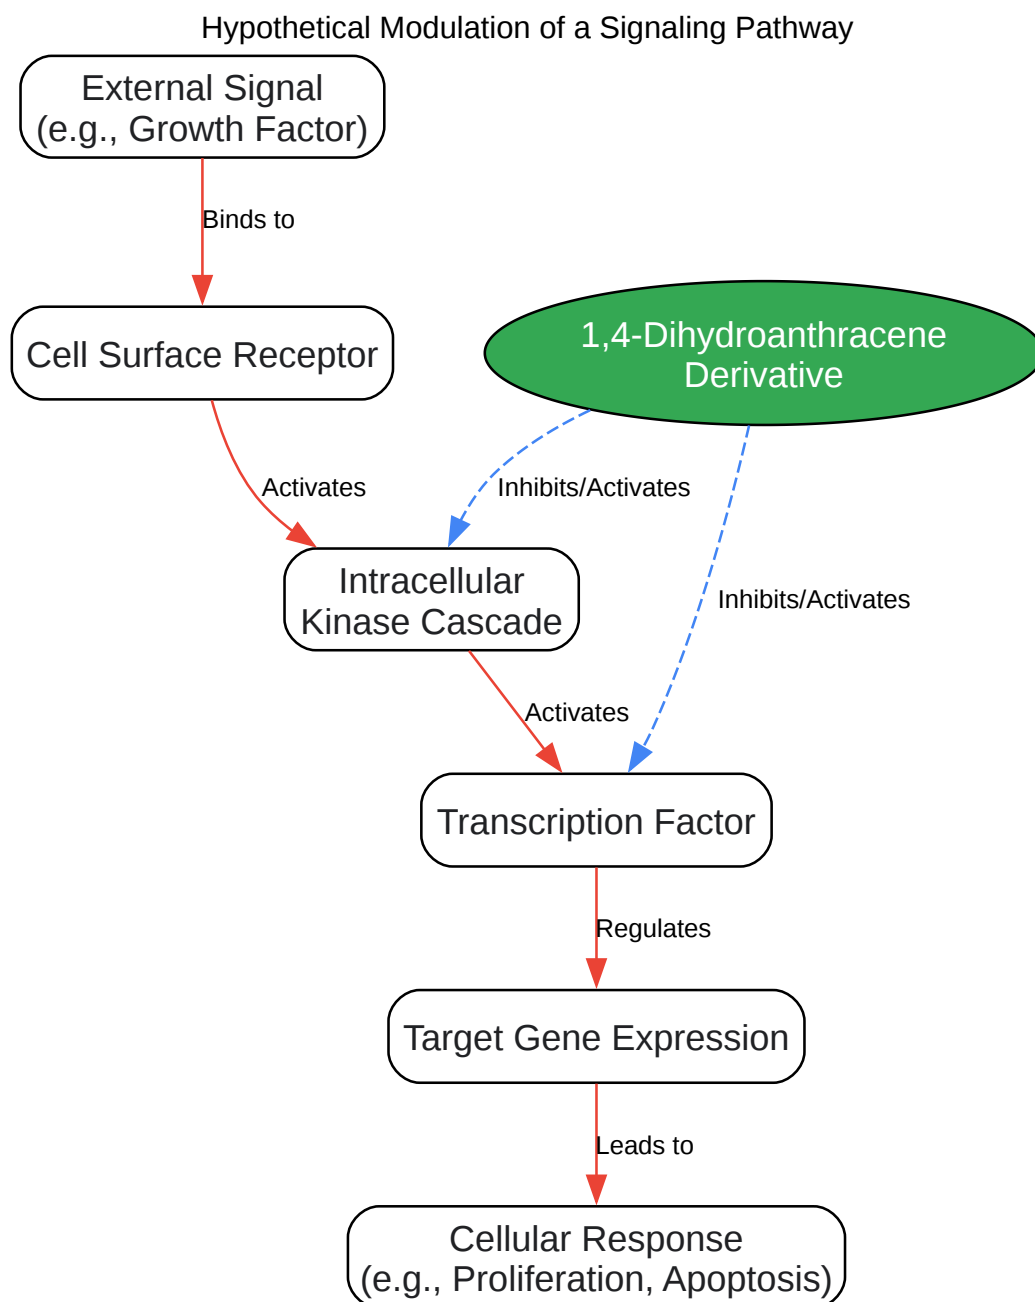 Hypothetical Modulation of a Signaling Pathway
External Signal
(e.g., Growth Factor)
Binds to
Cell Surface Receptor
1,4-Dihydroanthracene
Derivative
Activates
Inhibits/Activates
Intracellular
Kinase Cascade
Inhibits/Activates
Activates
Transcription Factor
Regulates
Target Gene Expression
Leads to
Cellular Response
(e.g., Proliferation, Apoptosis)